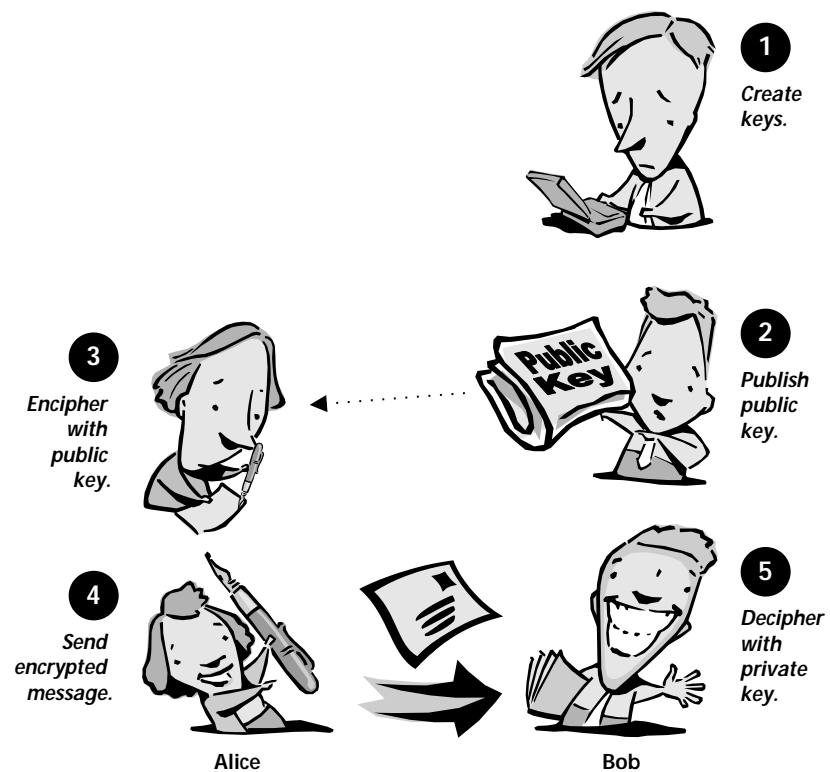 1
Create
keys.
Public
Key
2
Publish
public
key.
3
Encipher
with
public
key.
4
Send
encrypted
message.
5
Decipher
with
private
key.
Alice
Bob